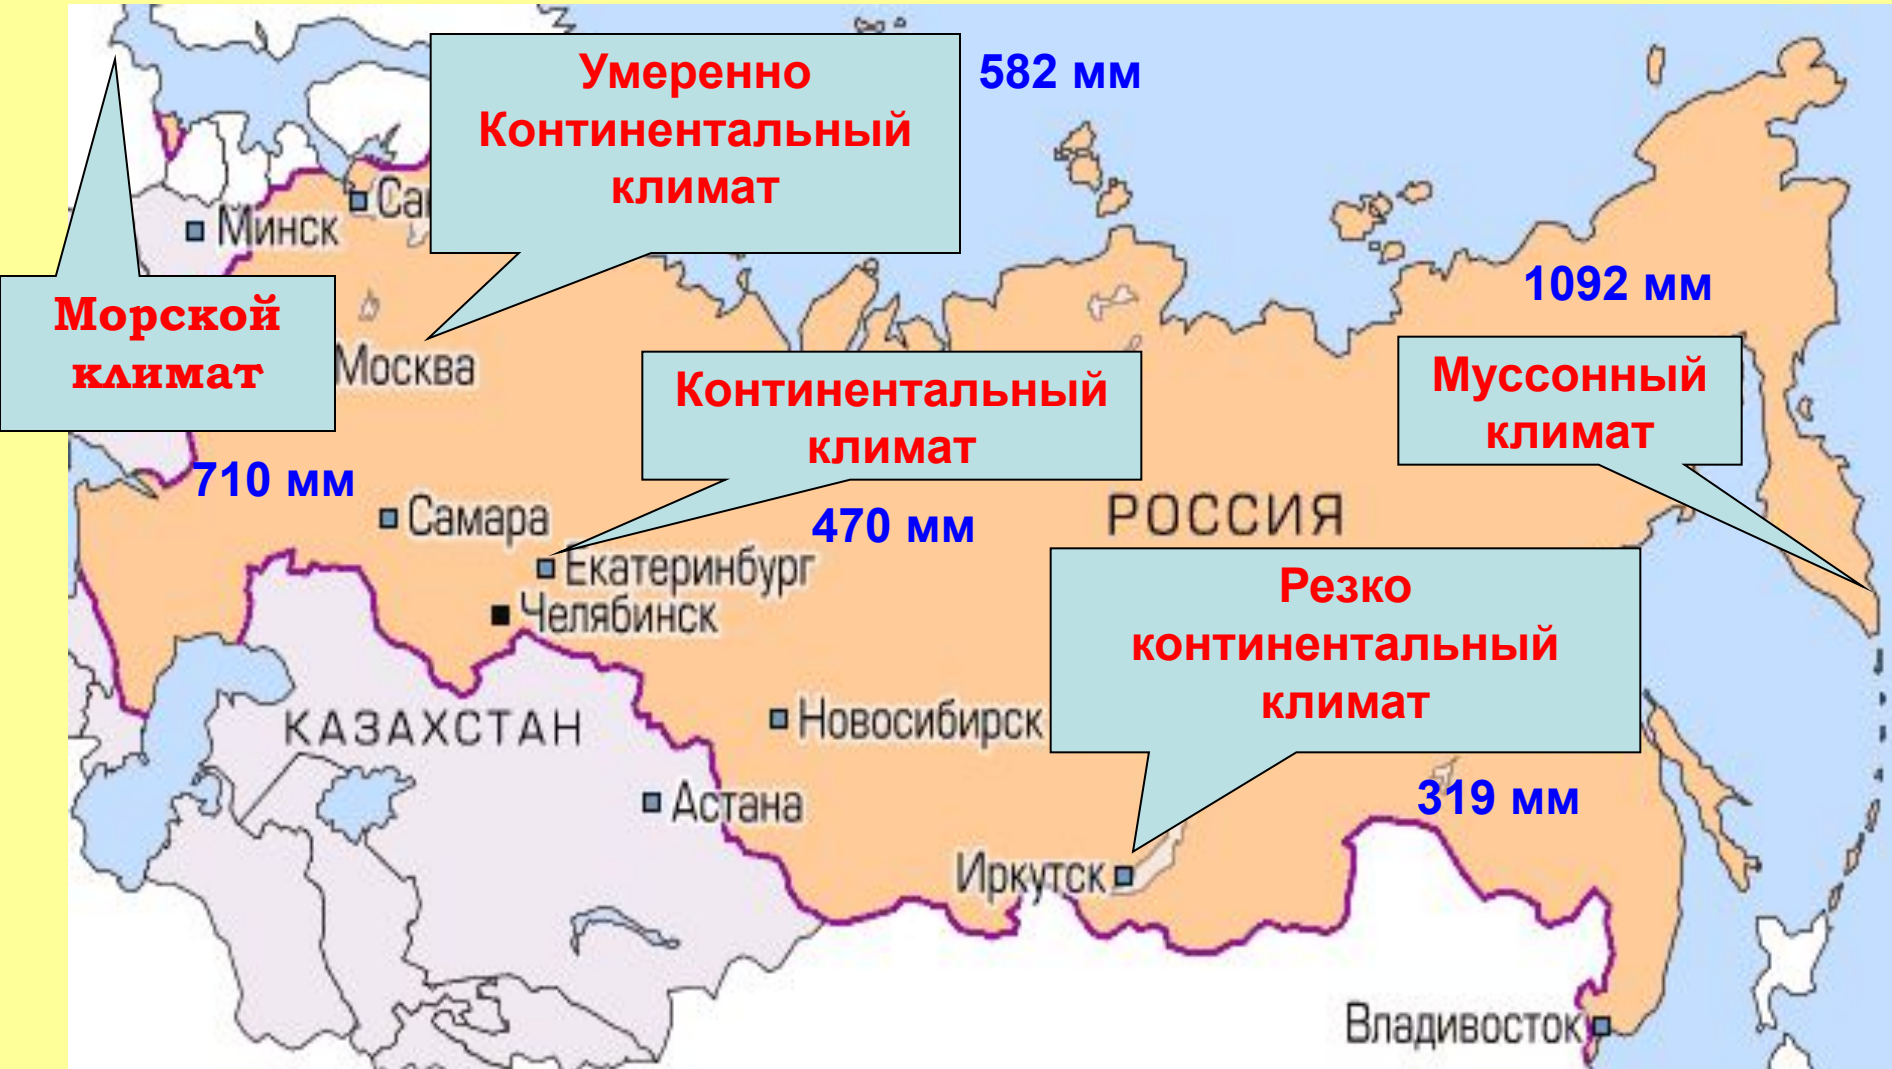 Умеренно
Континентальный
климат
582 мм
Са
Минск
1092 мм
Морской
климат
Москва
Континентальный
климат
Муссонный
климат
710 мм
Самара
470 мм
РОССИЯ
Екатеринбург
Челябинск
Резко
континентальный
климат
КАЗАХСТАН
Новосибирск
Астана
319 мм
Иркутск
Владивосток